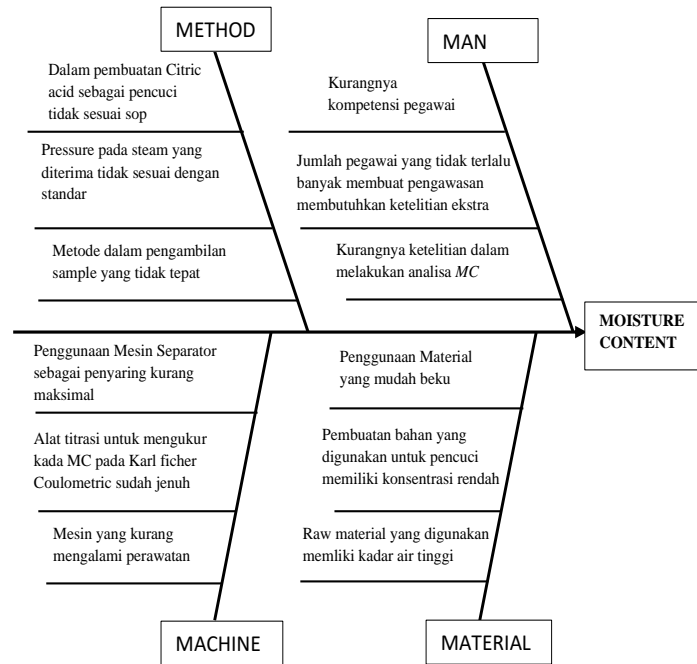 METHOD
MAN
Dalam pembuatan Citric
acid sebagai pencuci
tidak sesuai sop
Pressure pada steam yang
diterima tidak sesuai dengan
standar
Metode dalam pengambilan
sample yang tidak tepat
Kurangnya
kompetensi pegawai
Jumlah pegawai yang tidak terlalu
banyak membuat pengawasan
membutuhkan ketelitian ekstra
Kurangnya ketelitian dalam
melakukan analisa MC
MOISTURE
CONTENT
Penggunaan Mesin Separator
sebagai penyaring kurang
maksimal
Alat titrasi untuk mengukur
kada MC pada Karl ficher
Coulometric sudah jenuh
Mesin yang kurang
mengalami perawatan
Penggunaan Material
yang mudah beku
Pembuatan bahan yang
digunakan untuk pencuci
memiliki konsentrasi rendah
Raw material yang digunakan
memliki kadar air tinggi
MACHINE
MATERIAL